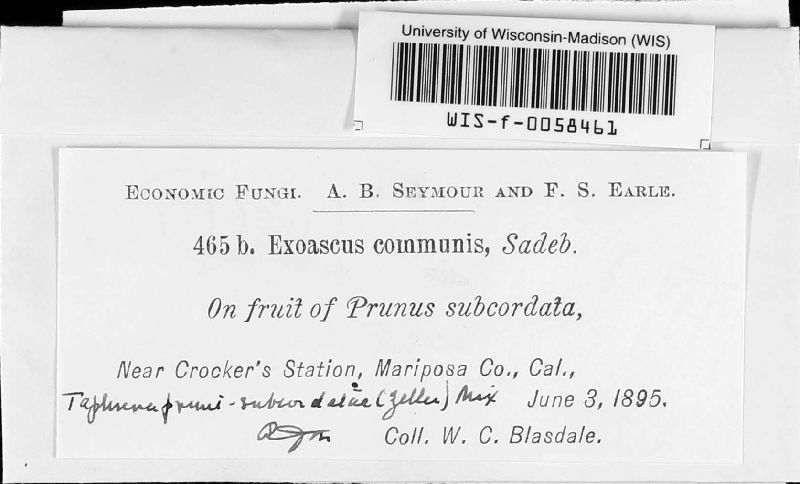 University of Wisconsin-Madison (WIS)
WIS-f-0058461
Economic Fungi. A. B. Seymour and F. S. Earle.
465 b. Exoascus communis, Sadeb.
On fruit of Prunus subcordata,
Near Crocker's Station, Mariposa Co., Cal.,
Taphrina pruni-subcordatae (Zeller) Mix June 3, 1895.
Coll. W. C. Blasdale.